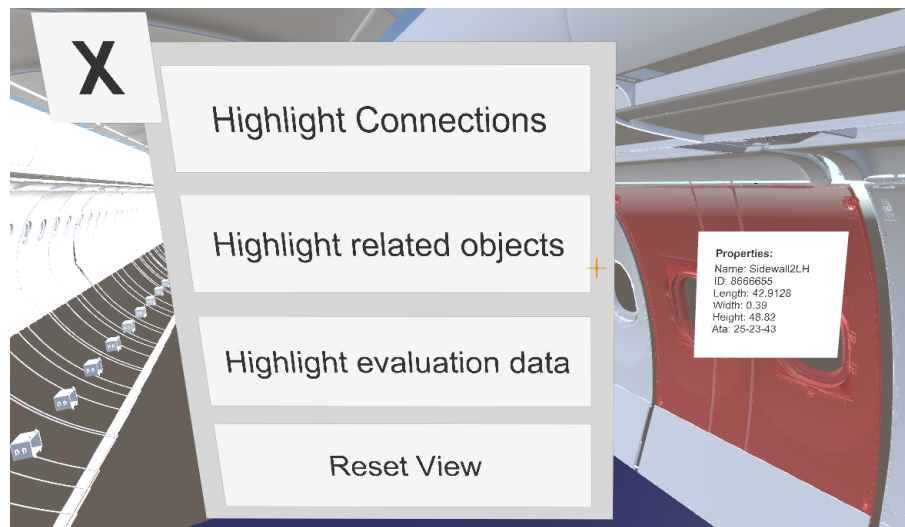 X
Highlight Connections
Highlight related objects
Highlight evaluation data
Reset View
Properties:
Name: Sidewall2LH
ID: 8666655
Length: 42.9128
Width: 0.39
Height: 48.82
Ata: 25-23-43